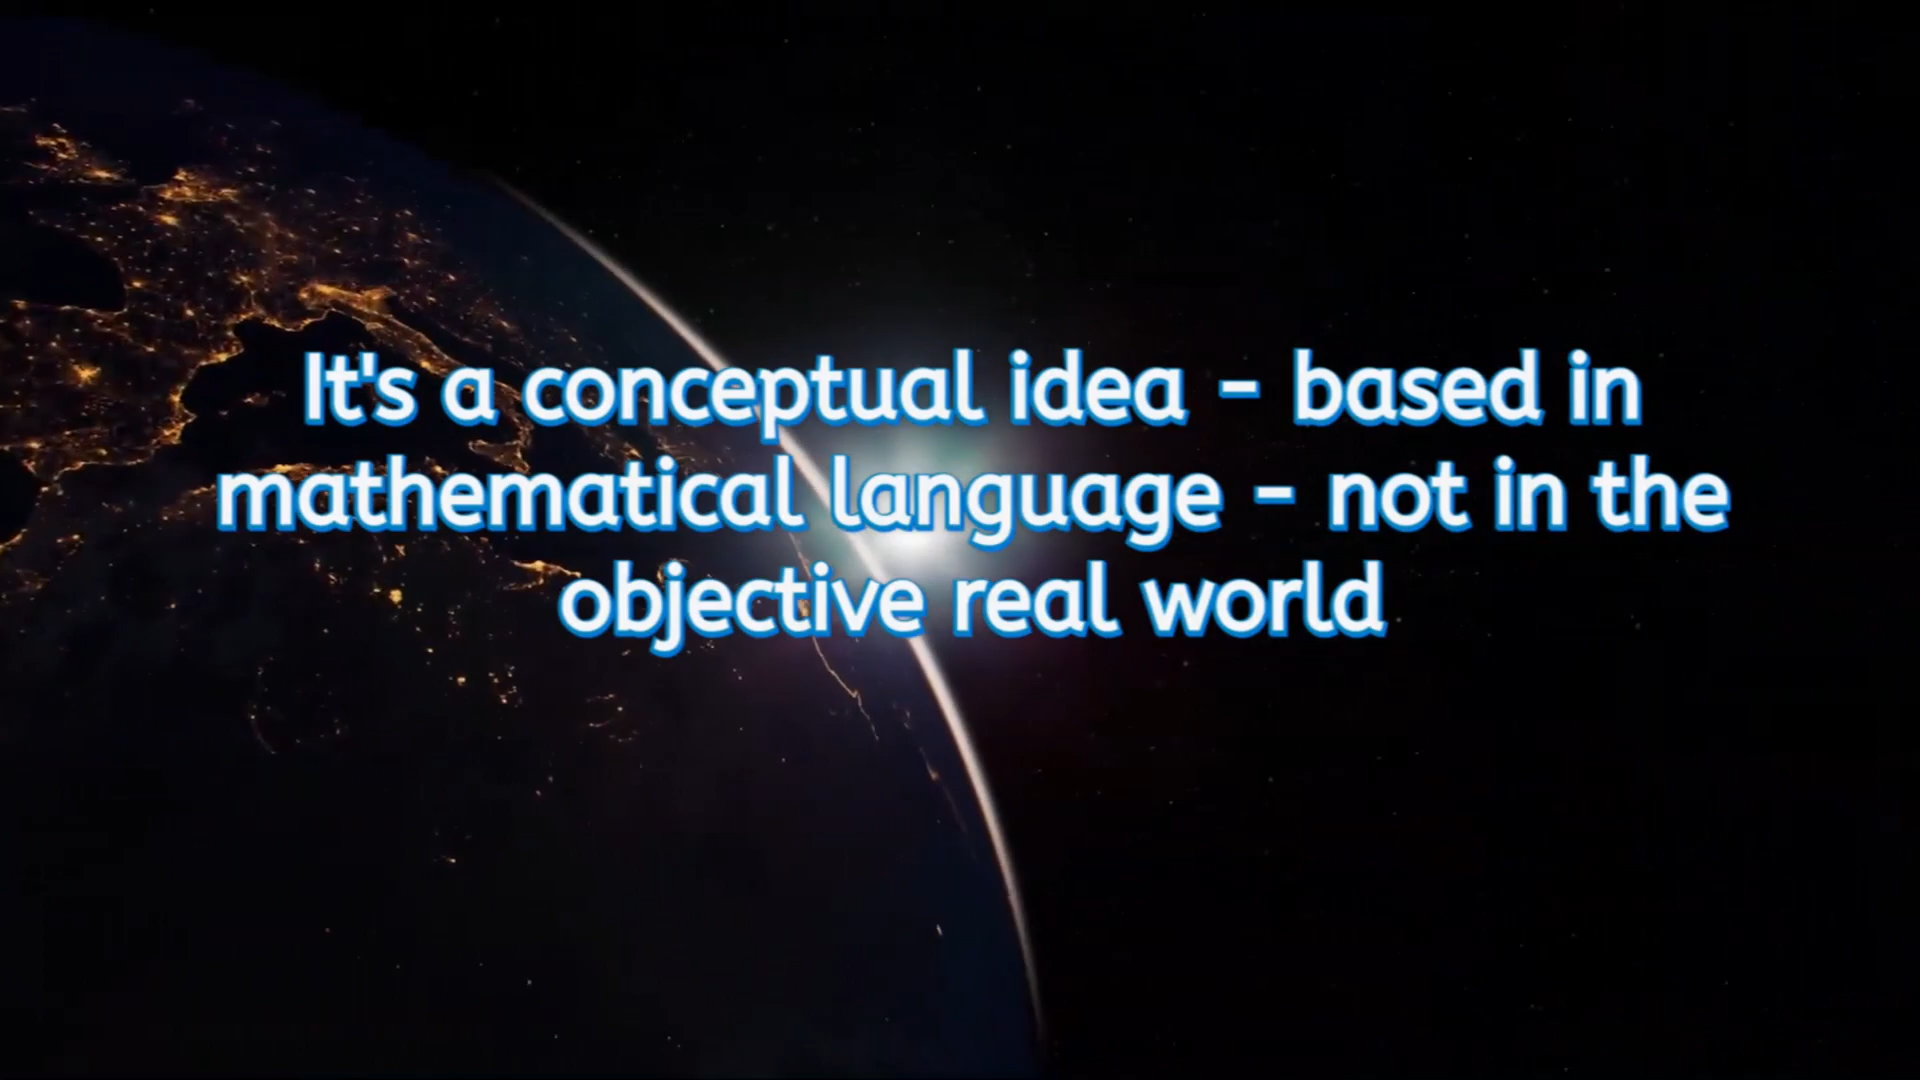 It's a conceptual idea - based in
mathematical language - not in the
objective real world